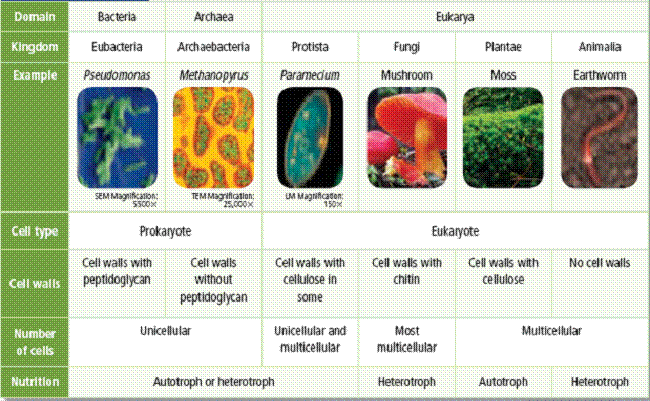 Domain Bacteria Archaea Eukarya
Kingdom Eubacteria Archaebacteria Protista Fungi Plantae Animalia
Example Pseudomonas Methanopyrus Paramecium Mushroom Moss Earthworm
SEM Magnification: TEM Magnification: LM Magnification:
5500× 25,000× 150×
Cell type Prokaryote Eukaryote
Cell walls Cell walls with Cell walls Cell walls with Cell walls with Cell walls with No cell walls
peptidoglycan without cellulose in chitin cellulose
peptidoglycan some
Number Unicellular Unicellular and Most Multicellular
of cells multicellular multicellular
Nutrition Autotroph or heterotroph Heterotroph Autotroph Heterotroph